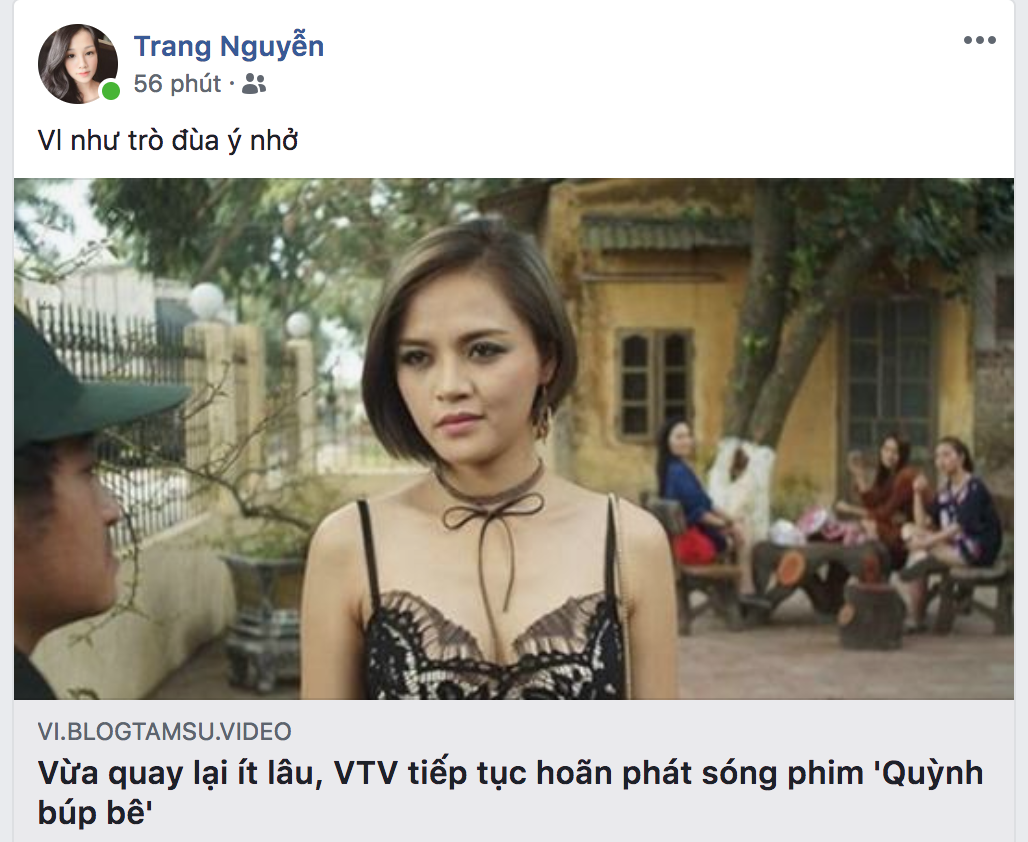 Trang Nguyễn
56 phút ·
Vl như trò đùa ý nhở
VI.BLOGTAMSU.VIDEO
Vừa quay lại ít lâu, VTV tiếp tục hoãn phát sóng phim 'Quỳnh
búp bê'